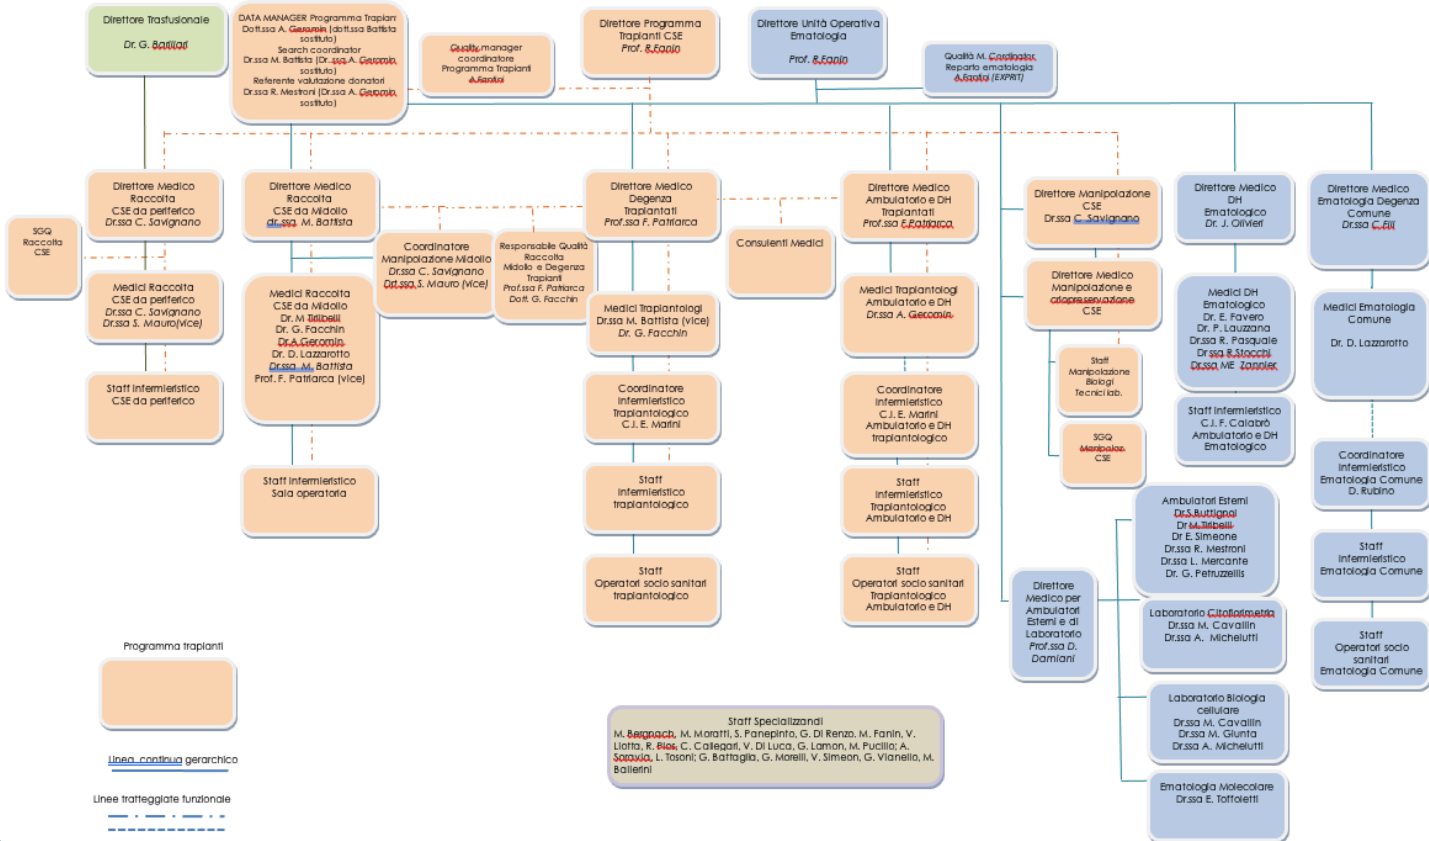 Direttore Trasfusionale
Dr. G. Barillari
DATA MANAGER Programma Trapiant
Dott.ssa A. Geromin (dott.ssa Battista
sostituto)
Search coordinator
Dr.ssa M. Battista (Dr..ssa A. Geromin
sostituto)
Referente valutazione donatori
Dr.ssa R. Mestroni (Dr.ssa A. Geromin
sostituto)
Quality manager
coordinatore
Programma Trapianti
A.Fantini
Direttore Programma
Trapianti CSE
Prof. R.Fanin
Direttore Unità Operativa
Ematologia
Prof. R.Fanin
Qualità M. Cordinator
Reparto ematologia
A.Fantini (EXPRIT)
SGQ
Raccolta
CSE
Direttore Medico
Raccolta
CSE da periferico
Dr.ssa C. Savignano
Medici Raccolta
CSE da periferico
Dr.ssa C. Savignano
Dr.ssa S. Mauro(vice)
Staff Infermieristico
CSE da periferico
Direttore Medico
Raccolta
CSE da Midollo
dr.ssa M. Battista
Medici Raccolta
CSE da Midollo
Dr. M Tiribelli
Dr. G. Facchin
Dr.A.Geromin
Dr. D. Lazzarotto
Dr.ssa M. Battista
Prof. F. Patriarca (vice)
Staff Infermieristico
Sala operatoria
Coordinatore
Manipolazione Midollo
Dr.ssa C. Savignano
Drt.ssa S. Mauro (vice)
Responsabile Qualità
Raccolta
Midollo e Degenza
Trapianti
Prof.ssa F. Patriarca
Dott. G. Facchin
Direttore Medico
Degenza
Trapiantati
Prof.ssa F. Patriarca
Medici Trapiantologi
Dr.ssa M. Battista (vice)
Dr. G. Facchin
Coordinatore
Infermieristico
Trapiantologico
C.I. E. Marini
Staff
Infermieristico
trapiantologico
Staff
Operatori socio sanitari
trapiantologico
Consulenti Medici
Direttore Medico
Ambulatorio e DH
Trapiantati
Prof.ssa F.Patriarca
Medici Trapiantologi
Ambulatorio e DH
Dr.ssa A. Geromin
Coordinatore
Infermieristico
C.I. E. Marini
Ambulatorio e DH
trapiantologico
Staff
Infermieristico
Trapiantologico
Ambulatorio e DH
Staff
Operatori socio sanitari
Trapiantologico
Ambulatorio e DH
Direttore Manipolazione
CSE
Dr.ssa C Savignano
Direttore Medico
Manipolazione e
criopreservazione
CSE
Staff
Manipolazione
Biologi
Tecnici lab.
SGQ
Manipolaz.
CSE
Direttore Medico
DH
Ematologico
Dr. J. Olivieri
Medici DH
Ematologico
Dr. E. Favero
Dr. P. Lauzzana
Dr.ssa R. Pasquale
Dr.ssa R.Stocchi
Dr.ssa ME Zannier
Staff Infermieristico
C.I. F. Calabrò
Ambulatorio e DH
Ematologico
Direttore Medico
Ematologia Degenza
Comune
Dr.ssa C.Fili
Medici Ematologia
Comune
Dr. D. Lazzarotto
Coordinatore
Infermieristico
Ematologia Comune
D. Rubino
Staff
Infermieristico
Ematologia Comune
Staff
Operatori socio
sanitari
Ematologia Comune
Direttore
Medico per
Ambulatori
Esterni e di
Laboratorio
Prof.ssa D.
Damiani
Ambulatori Esterni
Dr.S.Buttignol
Dr M.Tiribelli
Dr E. Simeone
Dr.ssa R. Mestroni
Dr.ssa L. Mercante
Dr. G. Petruzzellis
Laboratorio Citoflorimetria
Dr.ssa M. Cavallin
Dr.ssa A. Michelutti
Laboratorio Biologia
cellulare
Dr.ssa M. Cavallin
Dr.ssa M. Giunta
Dr.ssa A. Michelutti
Ematologia Molecolare
Dr.ssa E. Toffoletti
Programma trapianti
Linea continua gerarchico
Linee tratteggiate funzionale
Staff Specializzandi
M. Bergnach, M. Moratti, S. Panepinto, G. Di Renzo. M. Fanin, V.
Liotta, R. Pios, C. Callegari, V. Di Luca, G. Lamon, M. Pucillo; A.
Soravia, L. Tosoni; G. Battaglia, G. Morelli, V. Simeon, G. Vianello, M.
Ballerini